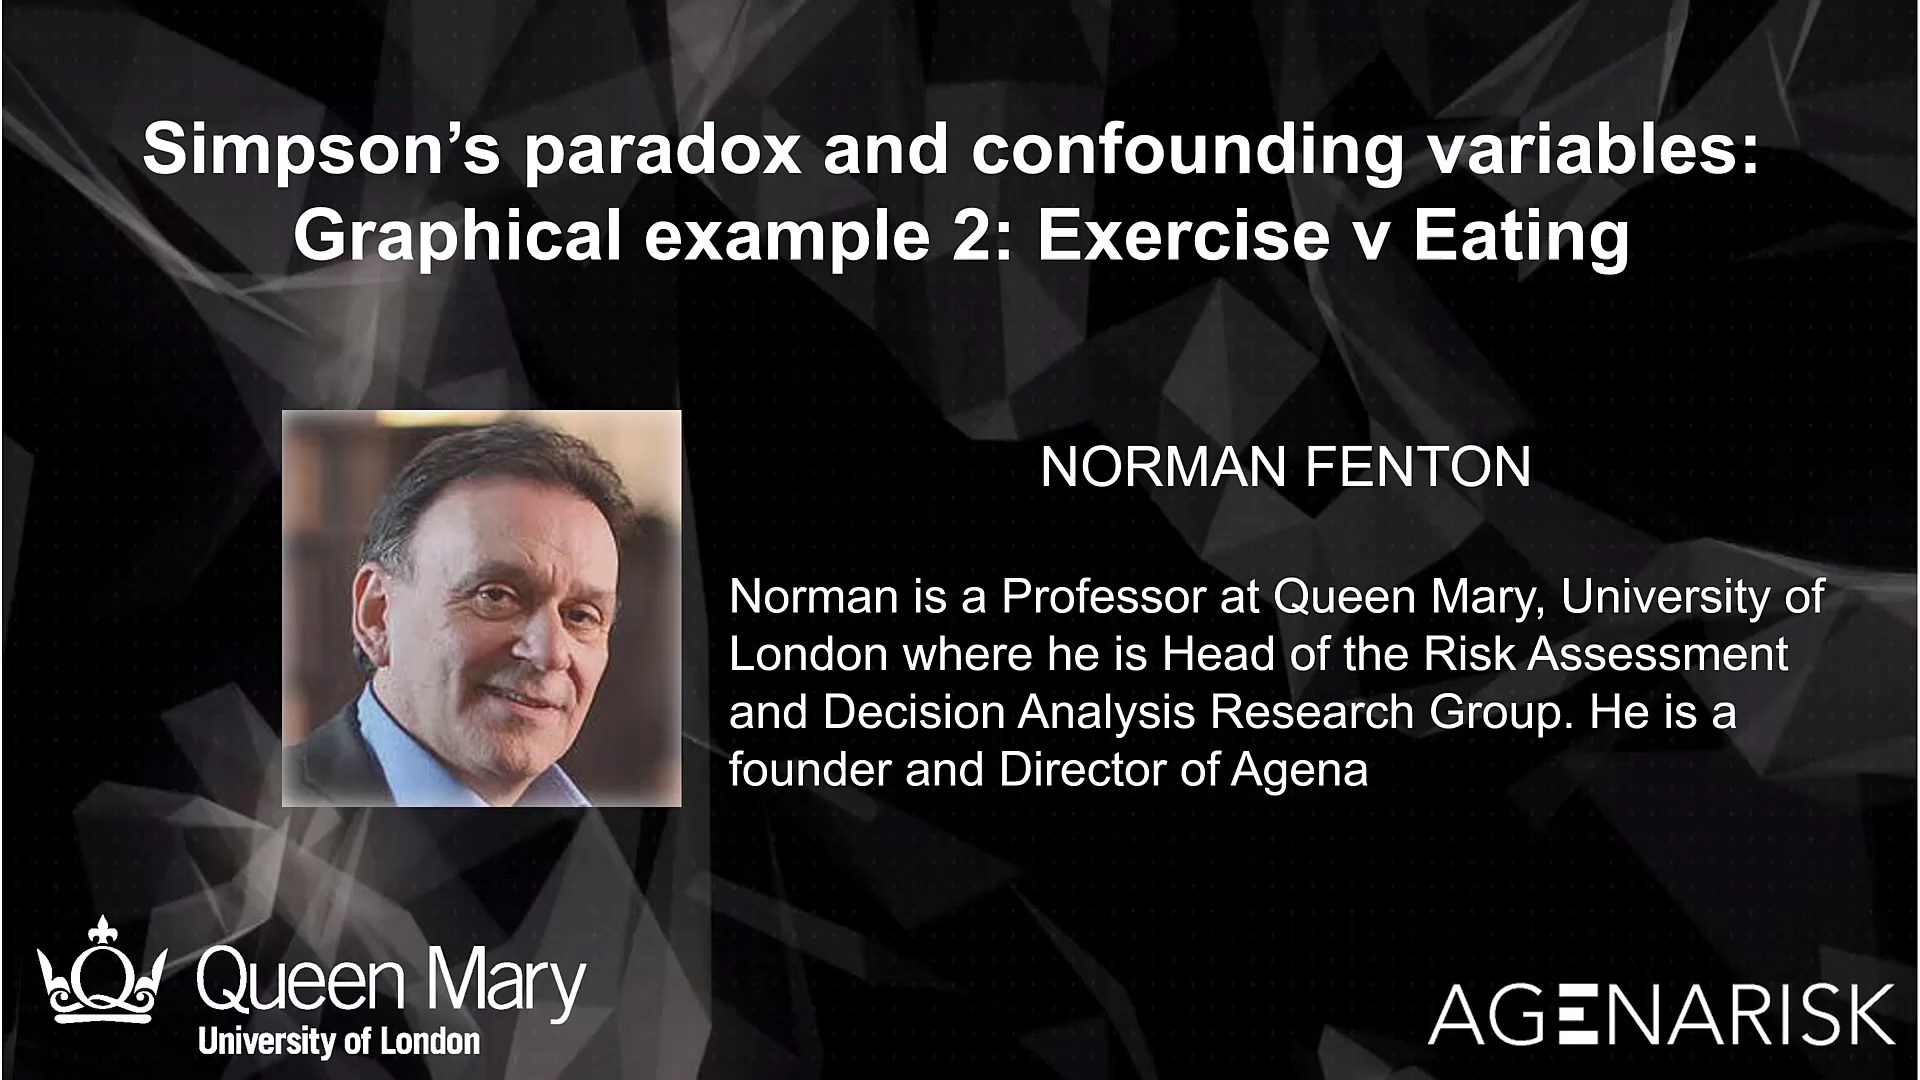 Simpson’s paradox and confounding variables:
Graphical example 2: Exercise v Eating
NORMAN FENTON
Norman is a Professor at Queen Mary, University of
London where he is Head of the Risk Assessment
and Decision Analysis Research Group. He is a
founder and Director of Agena
Queen Mary
University of London
AGENARISK